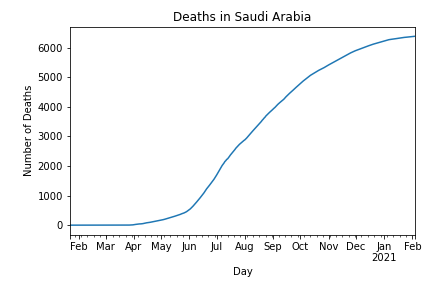 Deaths in Saudi Arabia
Number of Deaths
6000
5000
4000
3000
2000
1000
0
Feb Mar Apr May Jun Jul Aug Sep Oct Nov Dec Jan Feb
2021
Day